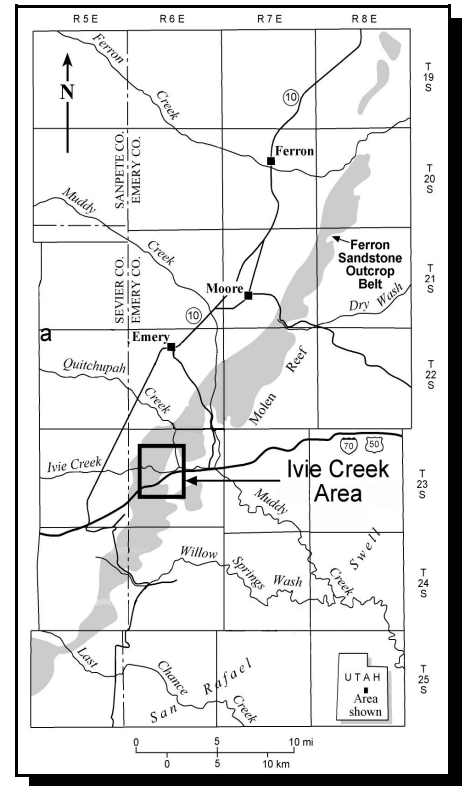 R 5 E R 6 E R 7 E R 8 E
T
19
S
Ferron
Creek
N
10
SANPETE CO.
EMERY CO.
Ferron
T
20
S
Muddy
Creek
Ferron
Sandstone
Outcrop
Belt
SEVIER CO.
EMERY CO.
Moore
T
21
S
Dry Wash
10
a
Emery
Quitchupah
Creek
Molen Reef
T
22
S
70 50
Ivie Creek
Ivie Creek
Area
T
23
S
Muddy
Creek
Swell
Willow
Springs
Wash
T
24
S
Last
Chance
Creek
San Rafael
UTAH
Area
shown
T
25
S
0 5 10 mi
0 5 10 km